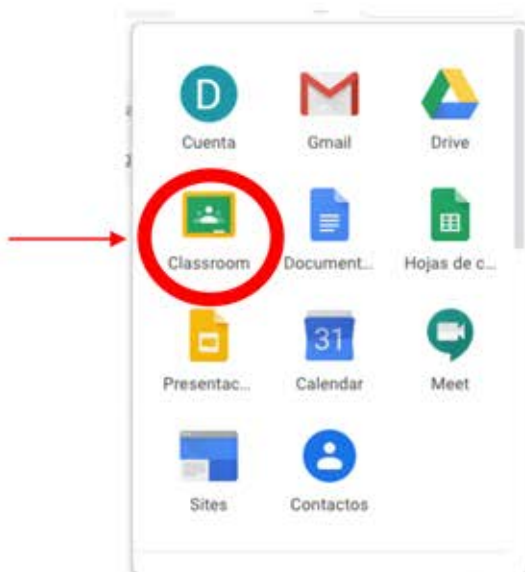 D
Cuenta Gmail Drive
Classroom Document... Hojas de c...
31
Presentac... Calendar Meet
Sites Contactos